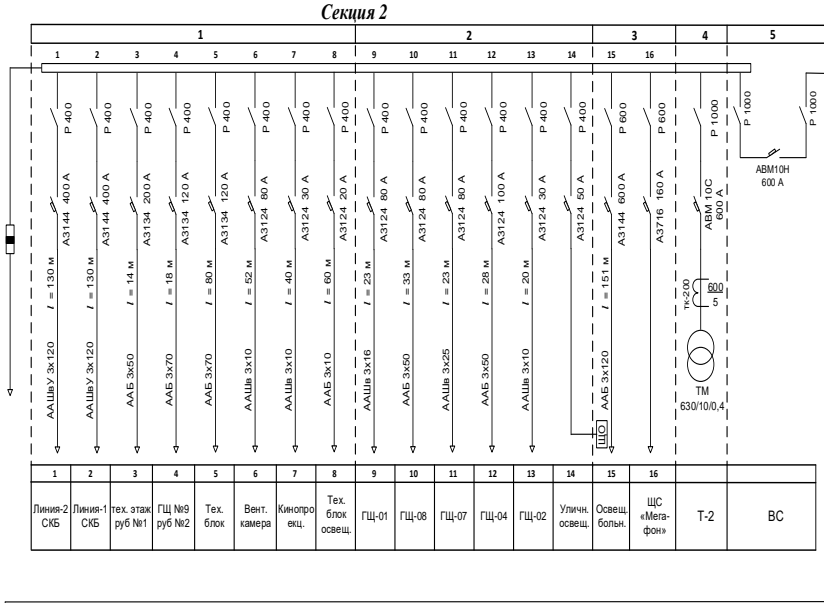 Секция 2
1 2 3 4 5
1 2 3 4 5 6 7 8 9 10 11 12 13 14 15 16
Р 400
Р 400
Р 400
Р 400
Р 400
Р 400
Р 400
Р 400
Р 400
Р 400
Р 400
Р 400
Р 400
Р 400
Р 600
Р 600
Р 1000
Р 1000
Р 1000
АВМ10Н
600 А
А3144 400 А
А3144 400 А
А3134 200 А
А3134 120 А
А3134 120 А
А3124 80 А
А3124 30 А
А3124 20 А
А3124 80 А
А3124 80 А
А3124 80 А
А3124 100 А
А3124 30 А
А3124 50 А
А3144 600 А
А3716 160 А
АВМ 10С
600 А
l = 130 м
l = 130 м
l = 14 м
l = 18 м
l = 80 м
l = 52 м
l = 40 м
l = 60 м
l = 23 м
l = 33 м
l = 23 м
l = 28 м
l = 20 м
l = 151 м
тк-200
600
5
ААШвУ 3х120
ААШвУ 3х120
ААБ 3х50
ААБ 3х70
ААБ 3х70
ААШв 3х10
ААШв 3х10
ААБ 3х10
ААШв 3х16
ААБ 3х50
ААШв 3х25
ААБ 3х50
ААШв 3х10
ААБ 3х120
ТМ
630/10/0,4
ЩО
1 2 3 4 5 6 7 8 9 10 11 12 13 14 15 16
Линия-2
СКБ
Линия-1
СКБ
тех. этаж
руб №1
ГЩ №9
руб №2
Тех.
блок
Вент.
камера
Кинопро
екц.
Тех.
блок
освещ.
ГЩ-01
ГЩ-08
ГЩ-07
ГЩ-04
ГЩ-02
Уличн.
освещ.
Освещ.
больн.
ЩС
«Мега-
фон»
Т-2
ВС